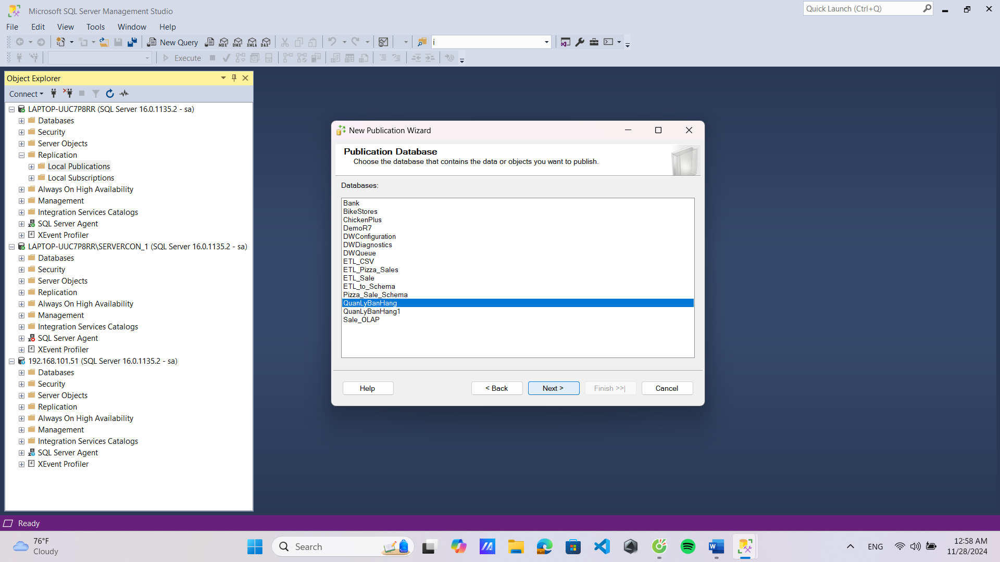 Microsoft SQL Server Management Studio
Quick Launch (Ctrl+Q)
File Edit View Tools Window Help
New Query MDX DMX XMLA DAX i
Execute
Object Explorer
Connect
LAPTOP-UUC7P8RR (SQL Server 16.0.1135.2 - sa)
Databases
Security
Server Objects
Replication
Local Publications
Local Subscriptions
Always On High Availability
Management
Integration Services Catalogs
SQL Server Agent
XEvent Profiler
LAPTOP-UUC7P8RR\SERVERCON_1 (SQL Server 16.0.1135.2 - sa)
Databases
Security
Server Objects
Replication
Always On High Availability
Management
Integration Services Catalogs
SQL Server Agent
XEvent Profiler
192.168.101.51 (SQL Server 16.0.1135.2 - sa)
Databases
Security
Server Objects
Replication
Always On High Availability
Management
Integration Services Catalogs
SQL Server Agent
XEvent Profiler
New Publication Wizard
Publication Database
Choose the database that contains the data or objects you want to publish.
Databases:
Bank
BikeStores
ChickenPlus
DemoR7
DWConfiguration
DWDiagnostics
DWQueue
ETL_CSV
ETL_Pizza_Sales
ETL_Sale
ETL_to_Schema
Pizza_Sale_Schema
QuanLyBanHang
QuanLyBanHang1
Sale_OLAP
Help < Back Next > Finish >>| Cancel
Ready
76°F
Cloudy
Search
ENG
12:58 AM
11/28/2024